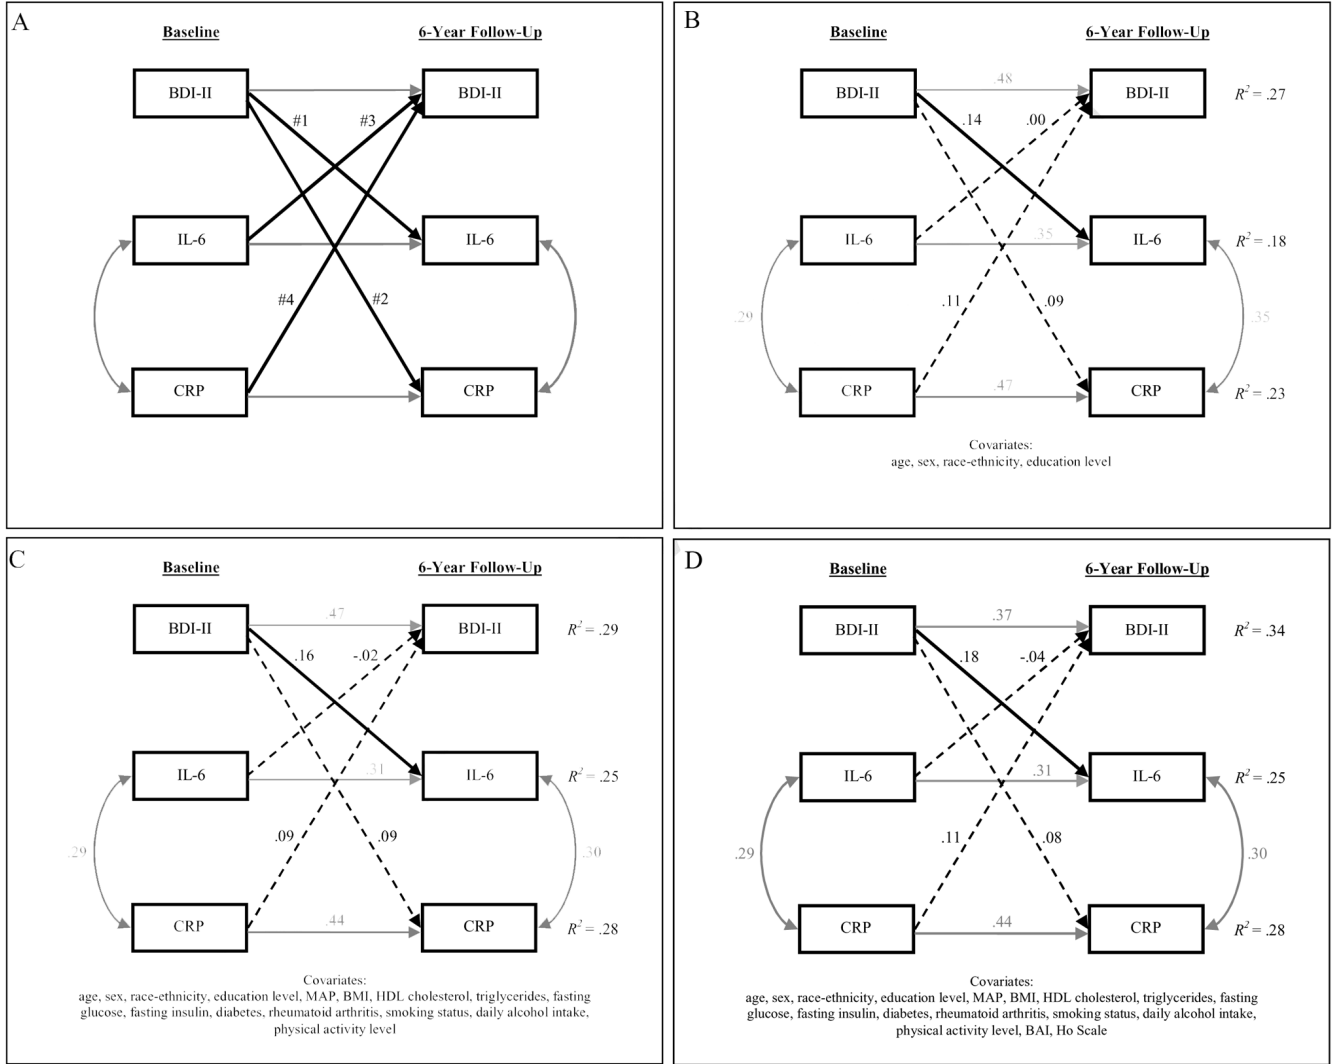 A
Baseline
6-Year Follow-Up
BDI-II
BDI-II
#1
#3
IL-6
IL-6
#4
#2
CRP
CRP
B
Baseline
6-Year Follow-Up
BDI-II
.48
BDI-II
R² = .27
.14
.00
IL-6
.35
IL-6
R² = .18
.29
.11
.09
.35
CRP
.47
CRP
R² = .23
Covariates:
age, sex, race-ethnicity, education level
C
Baseline
6-Year Follow-Up
BDI-II
.47
BDI-II
R² = .29
.16
-.02
IL-6
.31
IL-6
R² = .25
.29
.09
.09
.30
CRP
.44
CRP
R² = .28
Covariates:
age, sex, race-ethnicity, education level, MAP, BMI, HDL cholesterol, triglycerides, fasting
glucose, fasting insulin, diabetes, rheumatoid arthritis, smoking status, daily alcohol intake,
physical activity level
D
Baseline
6-Year Follow-Up
BDI-II
.37
BDI-II
R² = .34
.18
-.04
IL-6
.31
IL-6
R² = .25
.29
.11
.08
.30
CRP
.44
CRP
R² = .28
Covariates:
age, sex, race-ethnicity, education level, MAP, BMI, HDL cholesterol, triglycerides, fasting
glucose, fasting insulin, diabetes, rheumatoid arthritis, smoking status, daily alcohol intake,
physical activity level, BAI, Ho Scale